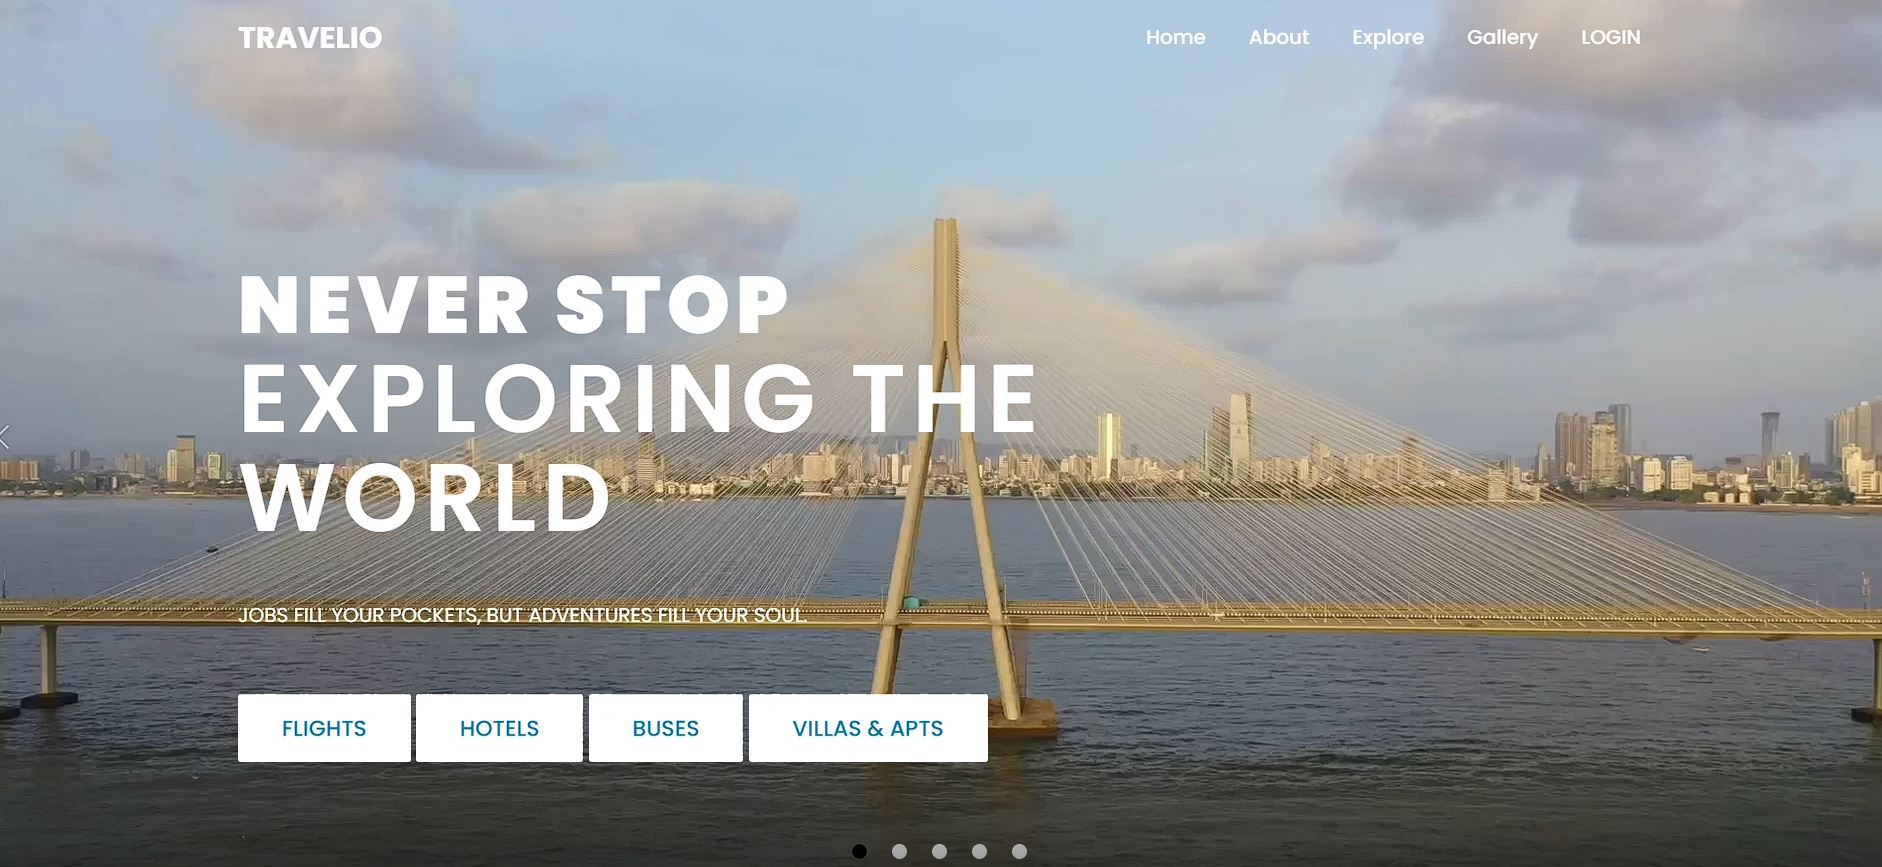 TRAVELIO
Home About Explore Gallery LOGIN
NEVER STOP
EXPLORING THE
WORLD
JOBS FILL YOUR POCKETS, BUT ADVENTURES FILL YOUR SOUL.
FLIGHTS HOTELS BUSES VILLAS & APTS